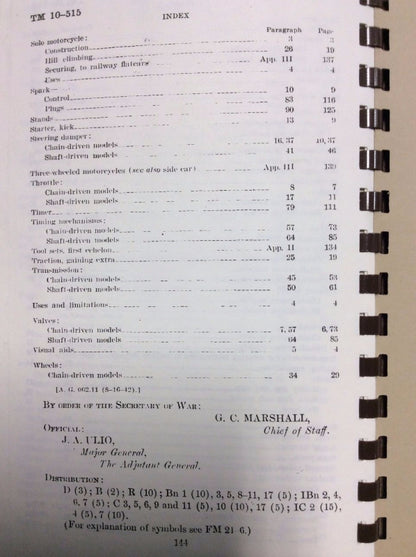 TM 10-515
INDEX
Paragraph Page
Solo motorcycle:
Construction 3 3
Hill climbing 26 19
Securing, to railway flatcars App. III 137
Uses 4 4
Spark—
Control 10 9
Plugs 83 116
Stands 90 125
Starter, kick 13 9
Steering damper:
Chain-driven models 16, 37 10, 37
Shaft-driven models 41 46
Three-wheeled motorcycles (see also side car) App. III 139
Throttle:
Chain-driven models 8 7
Shaft-driven models 17 11
Timer 79 111
Timing mechanisms:
Chain-driven models 57 73
Shaft-driven models 64 85
Tool sets, first echelon App. II 134
Traction, gaining extra 25 19
Transmission:
Chain-driven models 45 53
Shaft-driven models 50 61
Uses and limitations 4 4
Valves:
Chain-driven models 7, 57 6, 73
Shaft-driven models 64 85
Visual aids 5 4
Wheels:
Chain-driven models 34 29
[A. G. 062.11 (8-16-42).]
BY ORDER OF THE SECRETARY OF WAR:
G. C. MARSHALL,
Chief of Staff.
OFFICIAL:
J. A. ULIO,
Major General,
The Adjutant General.
DISTRIBUTION:
D (3); B (2); R (10); Bn 1 (10), 3, 5, 8-11, 17 (5); IBn 2, 4,
6, 7 (5); C 3, 5, 6, 9 and 11 (5), 10 (10), 17 (5); IC 2 (15),
4 (5), 7 (10).
(For explanation of symbols see FM 21-6.)
144